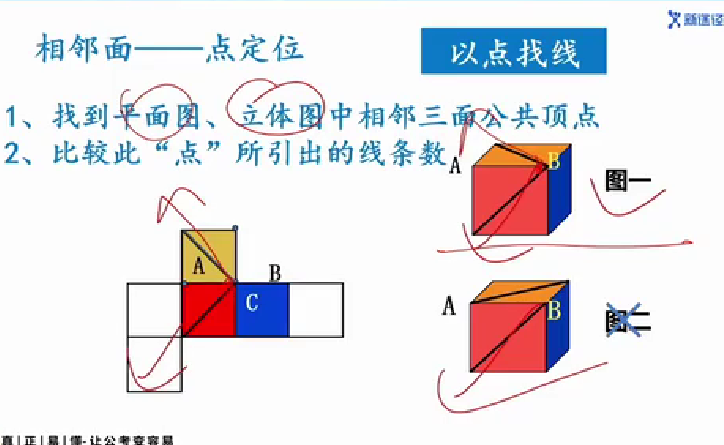 新途径
相邻面——点定位
以点找线
1、找到平面图、立体图中相邻三面公共顶点
2、比较此“点”所引出的线条数
A
B
图一
A
B
C
A
B
图二
真|正|易|懂·让公考变容易